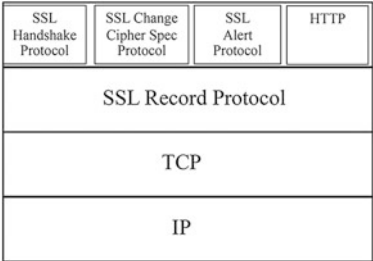 SSL
Handshake
Protocol
SSL Change
Cipher Spec
Protocol
SSL
Alert
Protocol
HTTP
SSL Record Protocol
TCP
IP